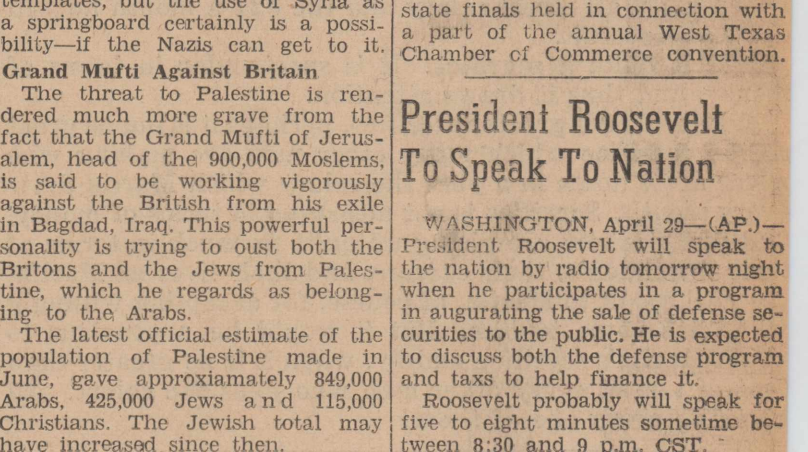 templates, but the use of Syria as
a springboard certainly is a possi-
bility—if the Nazis can get to it.
Grand Mufti Against Britain
The threat to Palestine is ren-
dered much more grave from the
fact that the Grand Mufti of Jerus-
alem, head of the 900,000 Moslems,
is said to be working vigorously
against the British from his exile
in Bagdad, Iraq. This powerful per-
sonality is trying to oust both the
Britons and the Jews from Pales-
tine, which he regards as belong-
ing to the Arabs.
The latest official estimate of the
population of Palestine made in
June, gave approxiamately 849,000
Arabs, 425,000 Jews and 115,000
Christians. The Jewish total may
have increased since then.
state finals held in connection with
a part of the annual West Texas
Chamber of Commerce convention.
President Roosevelt
To Speak To Nation
WASHINGTON, April 29—(AP.)—
President Roosevelt will speak to
the nation by radio tomorrow night
when he participates in a program
in augurating the sale of defense se-
curities to the public. He is expected
to discuss both the defense program
and taxs to help finance it.
Roosevelt probably will speak for
five to eight minutes sometime be-
tween 8:30 and 9 p.m. CST.